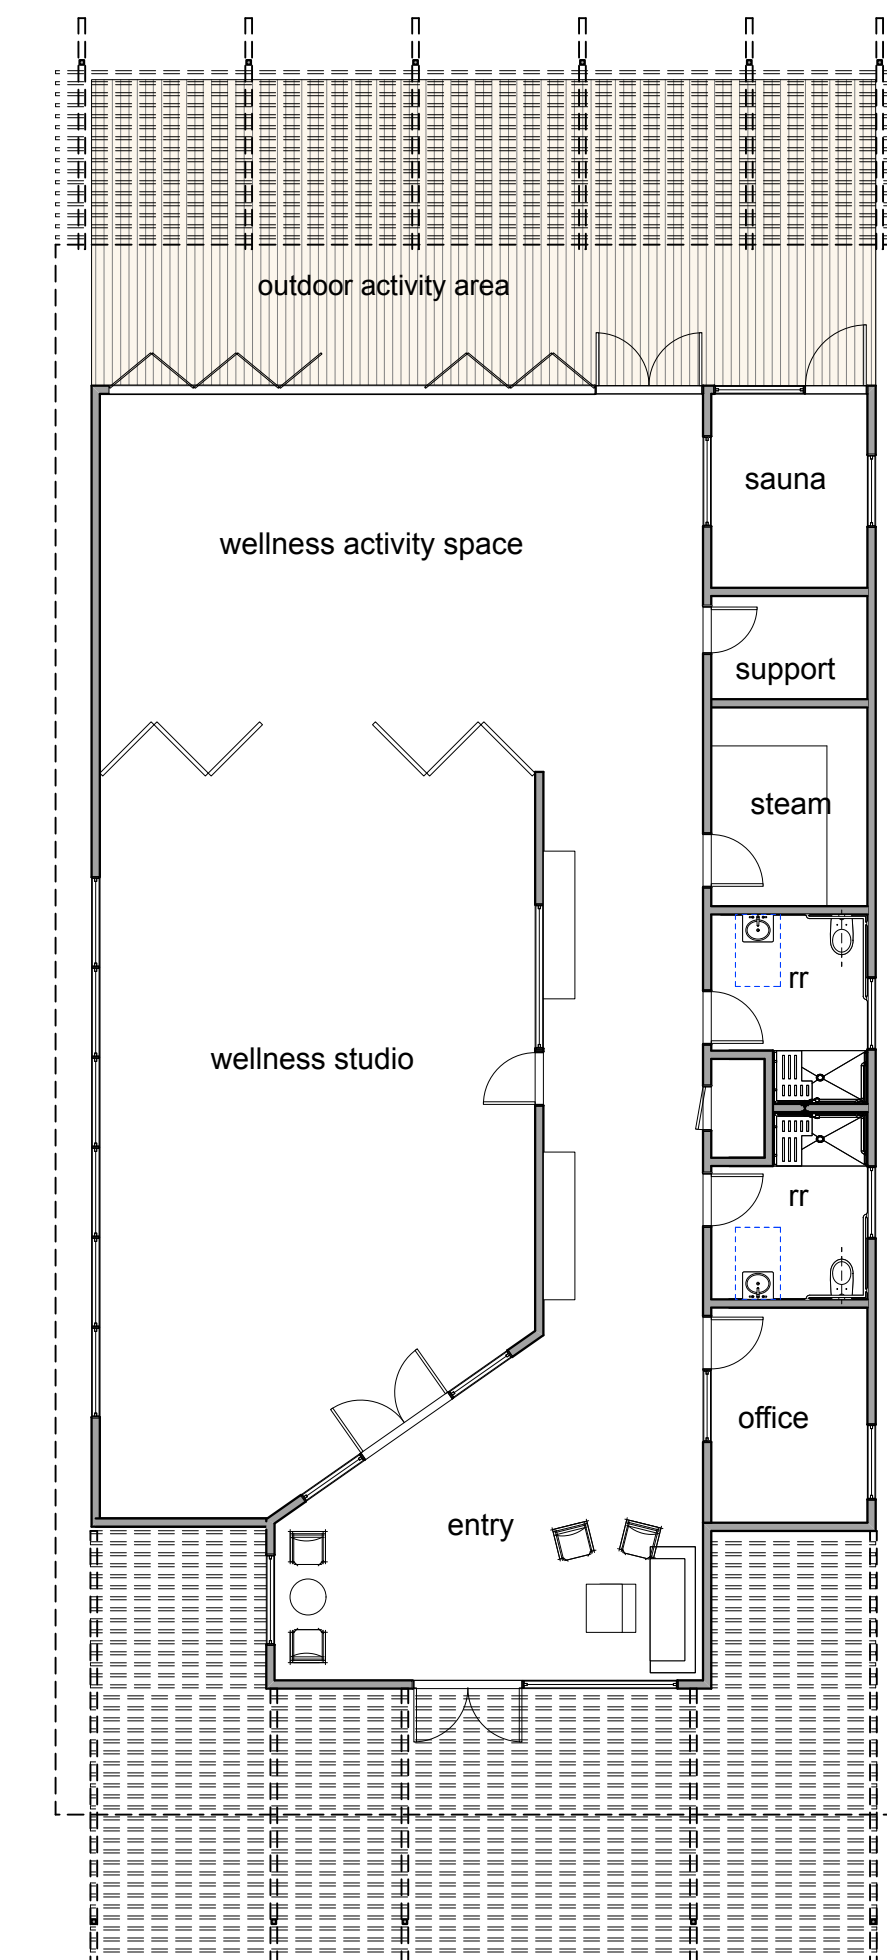 outdoor activity area
sauna
wellness activity space
support
steam
rr
wellness studio
rr
office
entry